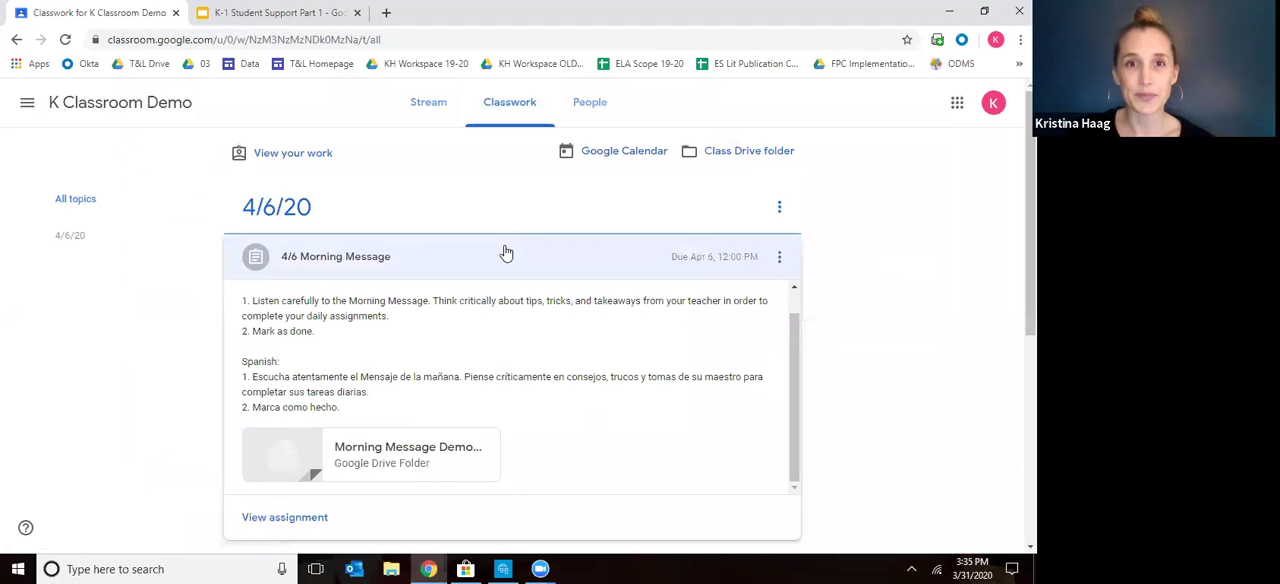 Classwork for K Classroom Demo
K-1 Student Support Part 1 - Goo
classroom.google.com/u/0/w/NzM3NzMzNDk0MzNa/t/all
Apps
Okta
T&L Drive
03
Data
T&L Homepage
KH Workspace 19-20
KH Workspace OLD...
ELA Scope 19-20
ES Lit Publication C...
FPC Implementatio...
ODMS
»
K
K Classroom Demo
Stream
Classwork
People
K
Kristina Haag
View your work
Google Calendar
Class Drive folder
All topics
4/6/20
4/6/20
4/6 Morning Message
Due Apr 6, 12:00 PM
1. Listen carefully to the Morning Message. Think critically about tips, tricks, and takeaways from your teacher in order to
complete your daily assignments.
2. Mark as done.
Spanish:
1. Escucha atentamente el Mensaje de la mañana. Piense críticamente en consejos, trucos y tomas de su maestro para
completar sus tareas diarias.
2. Marca como hecho.
Morning Message Demo...
Google Drive Folder
View assignment
Type here to search
3:35 PM
3/31/2020